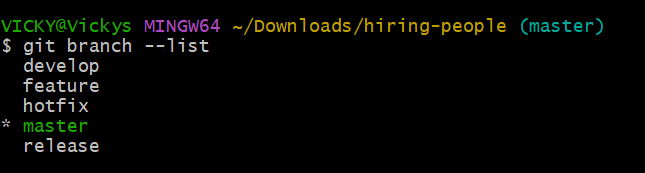 VICKY@Vickys MINGW64 ~/Downloads/hiring-people (master)
$ git branch --list
  develop
  feature
  hotfix
* master
  release